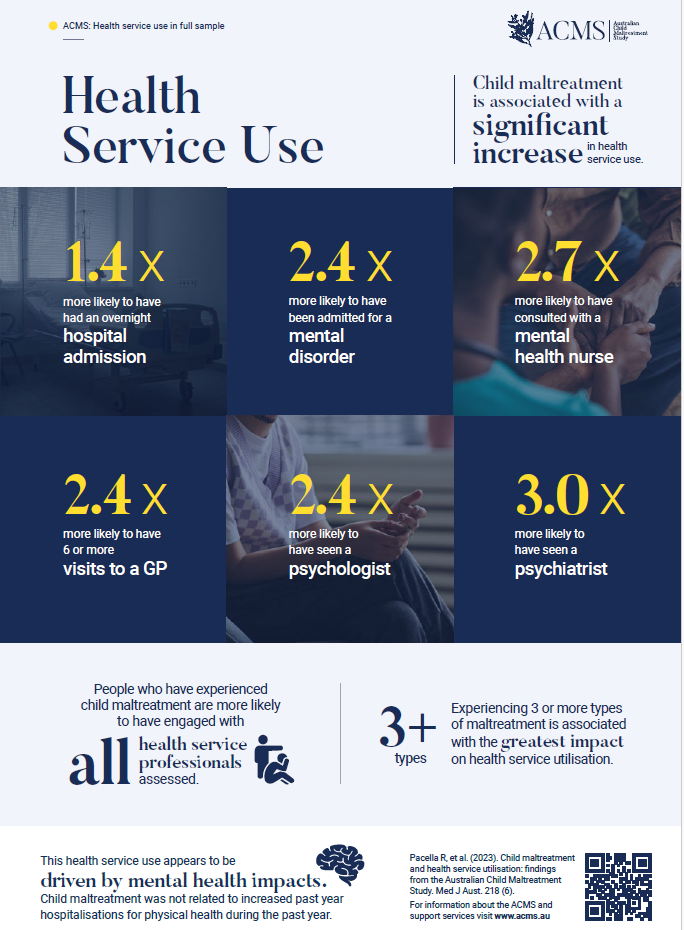 ACMS: Health service use in full sample
ACMS
Australian
Child
Maltreatment
Study
Health
Service Use
Child maltreatment
is associated with a
significant
increase in health
service use.
1.4 X
more likely to have
had an overnight
hospital
admission
2.4 X
more likely to have
been admitted for a
mental
disorder
2.7 X
more likely to have
consulted with a
mental
health nurse
2.4 X
more likely to have
6 or more
visits to a GP
2.4 X
more likely to
have seen a
psychologist
3.0 X
more likely to
have seen a
psychiatrist
People who have experienced
child maltreatment are more likely
to have engaged with
all health service
professionals
assessed.
3+
types
Experiencing 3 or more types
of maltreatment is associated
with the greatest impact
on health service utilisation.
This health service use appears to be
driven by mental health impacts.
Child maltreatment was not related to increased past year
hospitalisations for physical health during the past year.
Pacella R, et al. (2023). Child maltreatment
and health service utilisation: findings
from the Australian Child Maltreatment
Study. Med J Aust. 218 (6).
For information about the ACMS and
support services visit www.acms.au